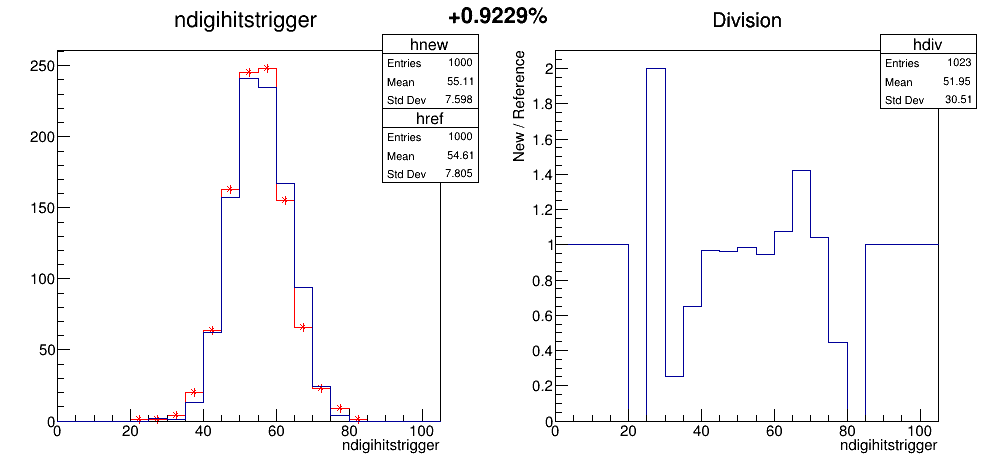 +0.9229%
ndigihitstrigger
hnew
Entries 1000
Mean 55.11
Std Dev 7.598
href
Entries 1000
Mean 54.61
Std Dev 7.805
250
200
150
100
50
0
0 20 40 60 80 100
ndigihitstrigger
Division
hdiv
Entries 1023
Mean 51.95
Std Dev 30.51
New / Reference
2
1.8
1.6
1.4
1.2
1
0.8
0.6
0.4
0.2
0
0 20 40 60 80 100
ndigihitstrigger